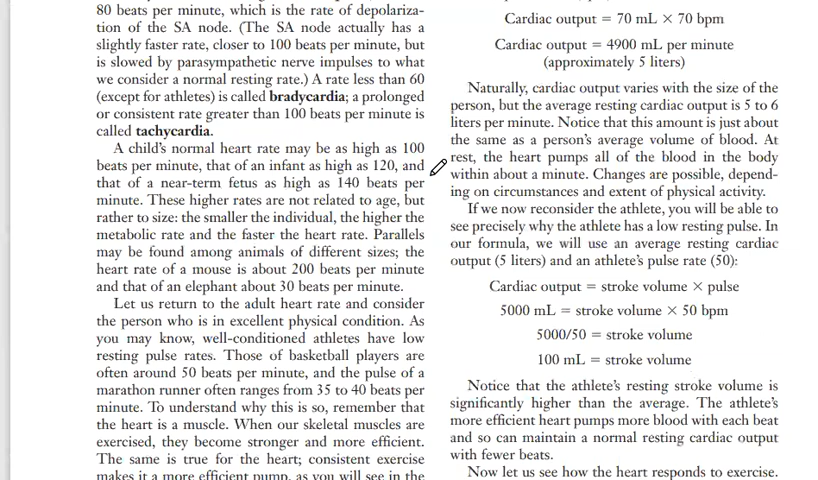 80 beats per minute, which is the rate of depolariza-
tion of the SA node. (The SA node actually has a
slightly faster rate, closer to 100 beats per minute, but
is slowed by parasympathetic nerve impulses to what
we consider a normal resting rate.) A rate less than 60
(except for athletes) is called bradycardia; a prolonged
or consistent rate greater than 100 beats per minute is
called tachycardia.
A child's normal heart rate may be as high as 100
beats per minute, that of an infant as high as 120, and
that of a near-term fetus as high as 140 beats per
minute. These higher rates are not related to age, but
rather to size: the smaller the individual, the higher the
metabolic rate and the faster the heart rate. Parallels
may be found among animals of different sizes; the
heart rate of a mouse is about 200 beats per minute
and that of an elephant about 30 beats per minute.
Let us return to the adult heart rate and consider
the person who is in excellent physical condition. As
you may know, well-conditioned athletes have low
resting pulse rates. Those of basketball players are
often around 50 beats per minute, and the pulse of a
marathon runner often ranges from 35 to 40 beats per
minute. To understand why this is so, remember that
the heart is a muscle. When our skeletal muscles are
exercised, they become stronger and more efficient.
The same is true for the heart; consistent exercise
makes it a more efficient pump, as you will see in the
Cardiac output = 70 mL × 70 bpm
Cardiac output = 4900 mL per minute
(approximately 5 liters)
Naturally, cardiac output varies with the size of the
person, but the average resting cardiac output is 5 to 6
liters per minute. Notice that this amount is just about
the same as a person's average volume of blood. At
rest, the heart pumps all of the blood in the body
within about a minute. Changes are possible, depend-
ing on circumstances and extent of physical activity.
If we now reconsider the athlete, you will be able to
see precisely why the athlete has a low resting pulse. In
our formula, we will use an average resting cardiac
output (5 liters) and an athlete's pulse rate (50):
Cardiac output = stroke volume × pulse
5000 mL = stroke volume × 50 bpm
5000/50 = stroke volume
100 mL = stroke volume
Notice that the athlete's resting stroke volume is
significantly higher than the average. The athlete's
more efficient heart pumps more blood with each beat
and so can maintain a normal resting cardiac output
with fewer beats.
Now let us see how the heart responds to exercise.